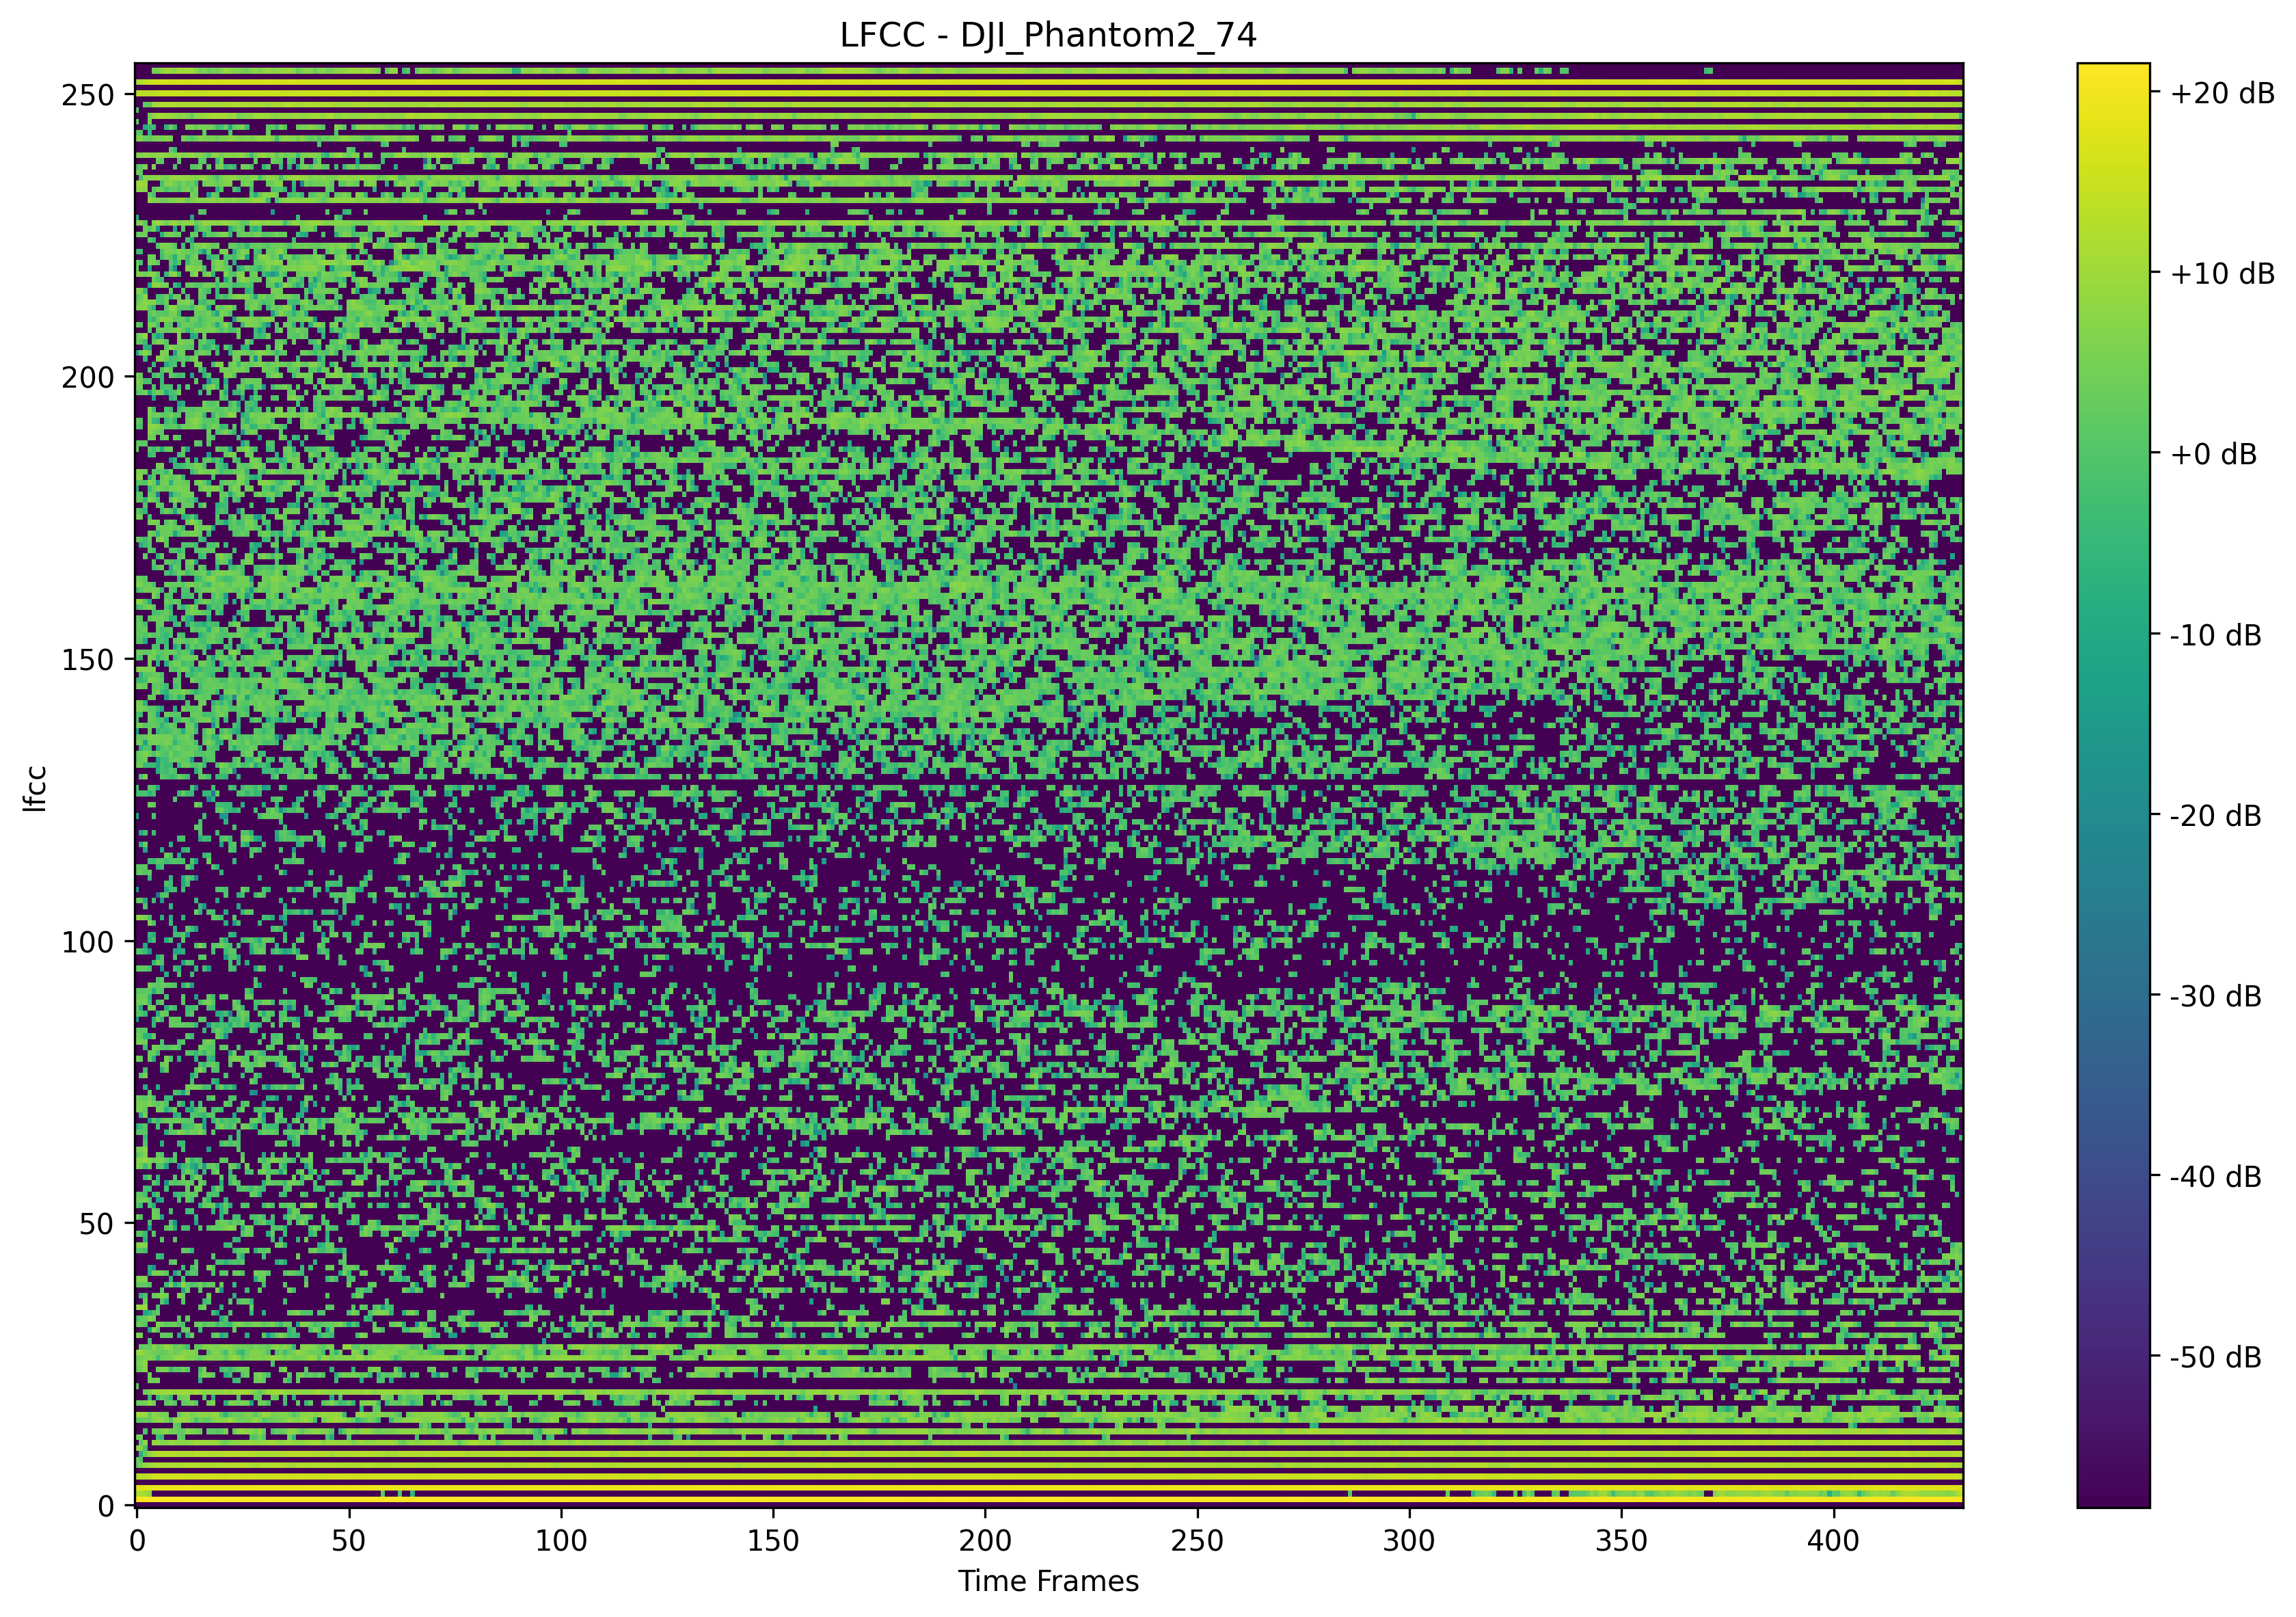 LFCC - DJI_Phantom2_74
250
200
150
100
50
0
lfcc
0 50 100 150 200 250 300 350 400
Time Frames
+20 dB
+10 dB
+0 dB
-10 dB
-20 dB
-30 dB
-40 dB
-50 dB